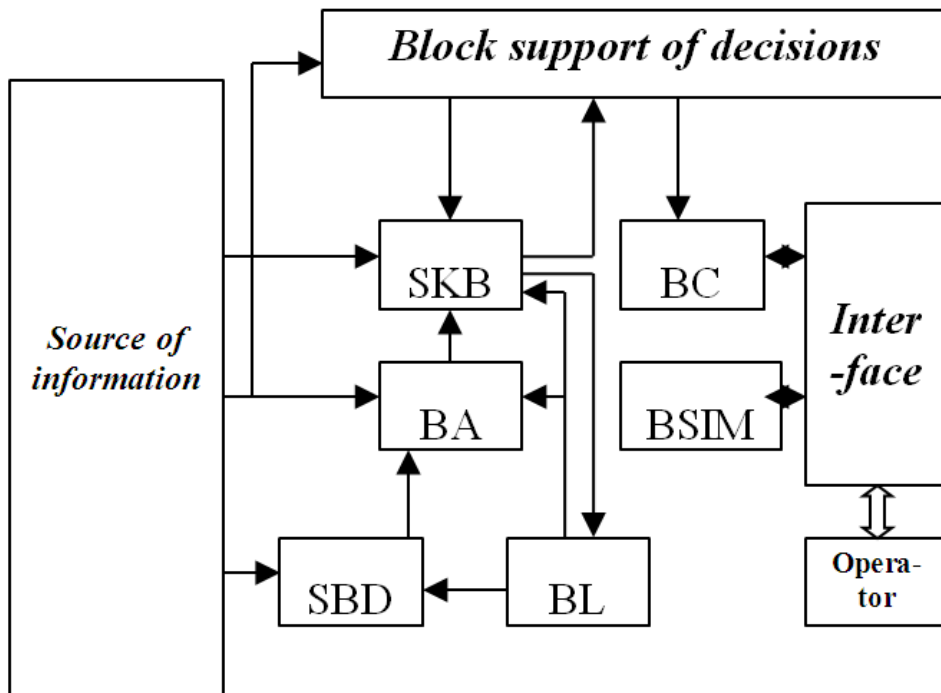 Block support of decisions
Source of
information
SKB
BC
Inter
-face
BA
BSIM
SBD
BL
Opera-
tor